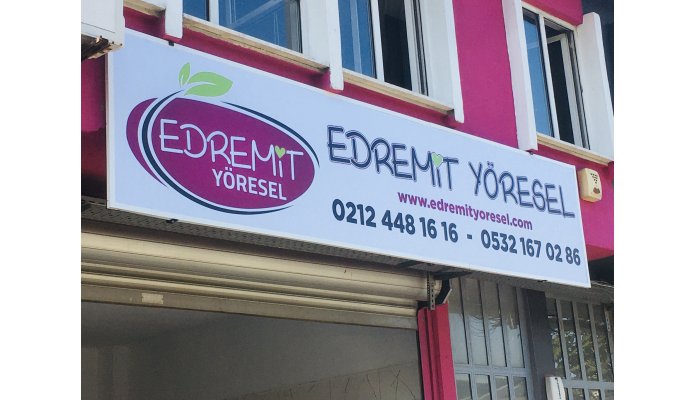 EDREMiT
YÖRESEL
EDREMiT YÖRESEL
www.edremityoresel.com
0212 448 16 16 - 0532 167 02 86